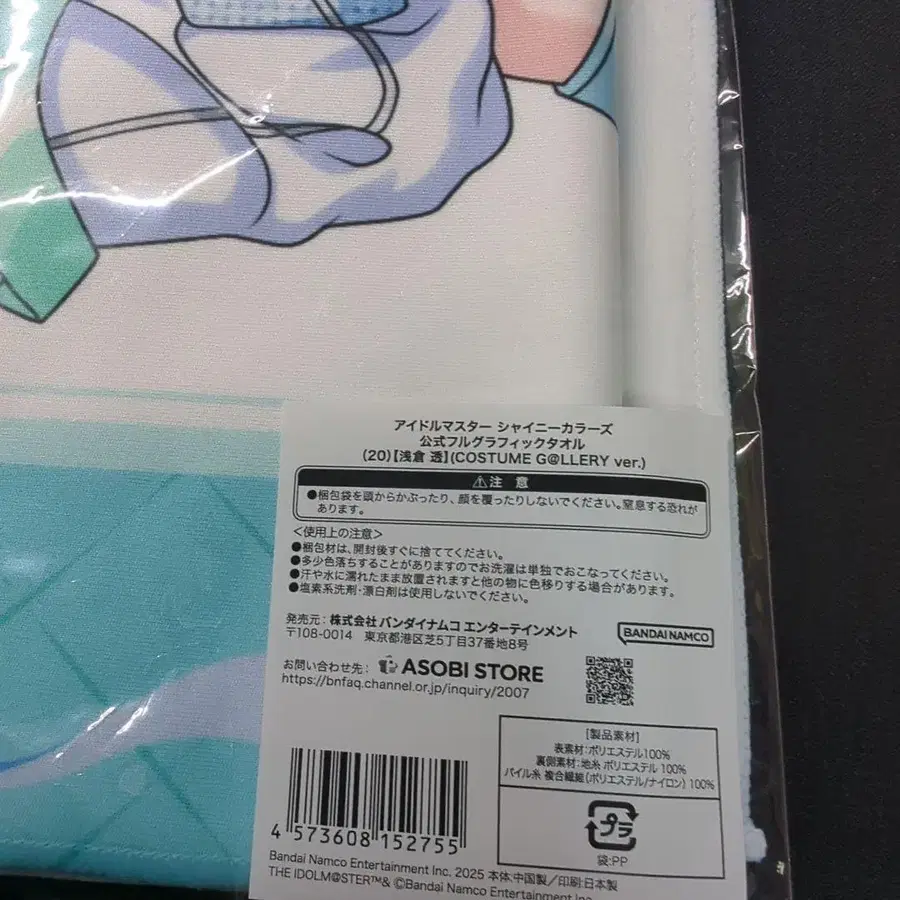 アイドルマスター シャイニーカラーズ
公式フルグラフィックタオル
(20)【浅倉 透】(COSTUME G@LLERY ver.)
⚠注 意
●梱包袋を頭からかぶったり、顔を覆ったりしないでください。窒息する恐れが
あります。
<使用上の注意>
●梱包材は、開封後すぐに捨ててください。
●多少色落ちすることがありますのでお洗濯は単独でおこなってください。
●汗や水に濡れたまま放置されますと他の物に色移りする場合があります。
●塩素系洗剤・漂白剤は使用しないでください。
発売元：株式会社 バンダイナムコ エンターテインメント
〒108-0014 東京都港区芝5丁目37番地8号
BANDAI NAMCO
お問い合わせ先： ASOBI STORE
https://bnfaq.channel.or.jp/inquiry/2007
[製品素材]
表素材：ポリエステル100%
裏側素材：地糸 ポリエステル 100%
パイル糸 複合繊維(ポリエステル/ナイロン) 100%
プラ
袋:PP
4 573608 152755
Bandai Namco Entertainment Inc. 2025 本体:中国製／印刷:日本製
THE IDOLM@STER™& ©Bandai Namco Entertainment Inc.